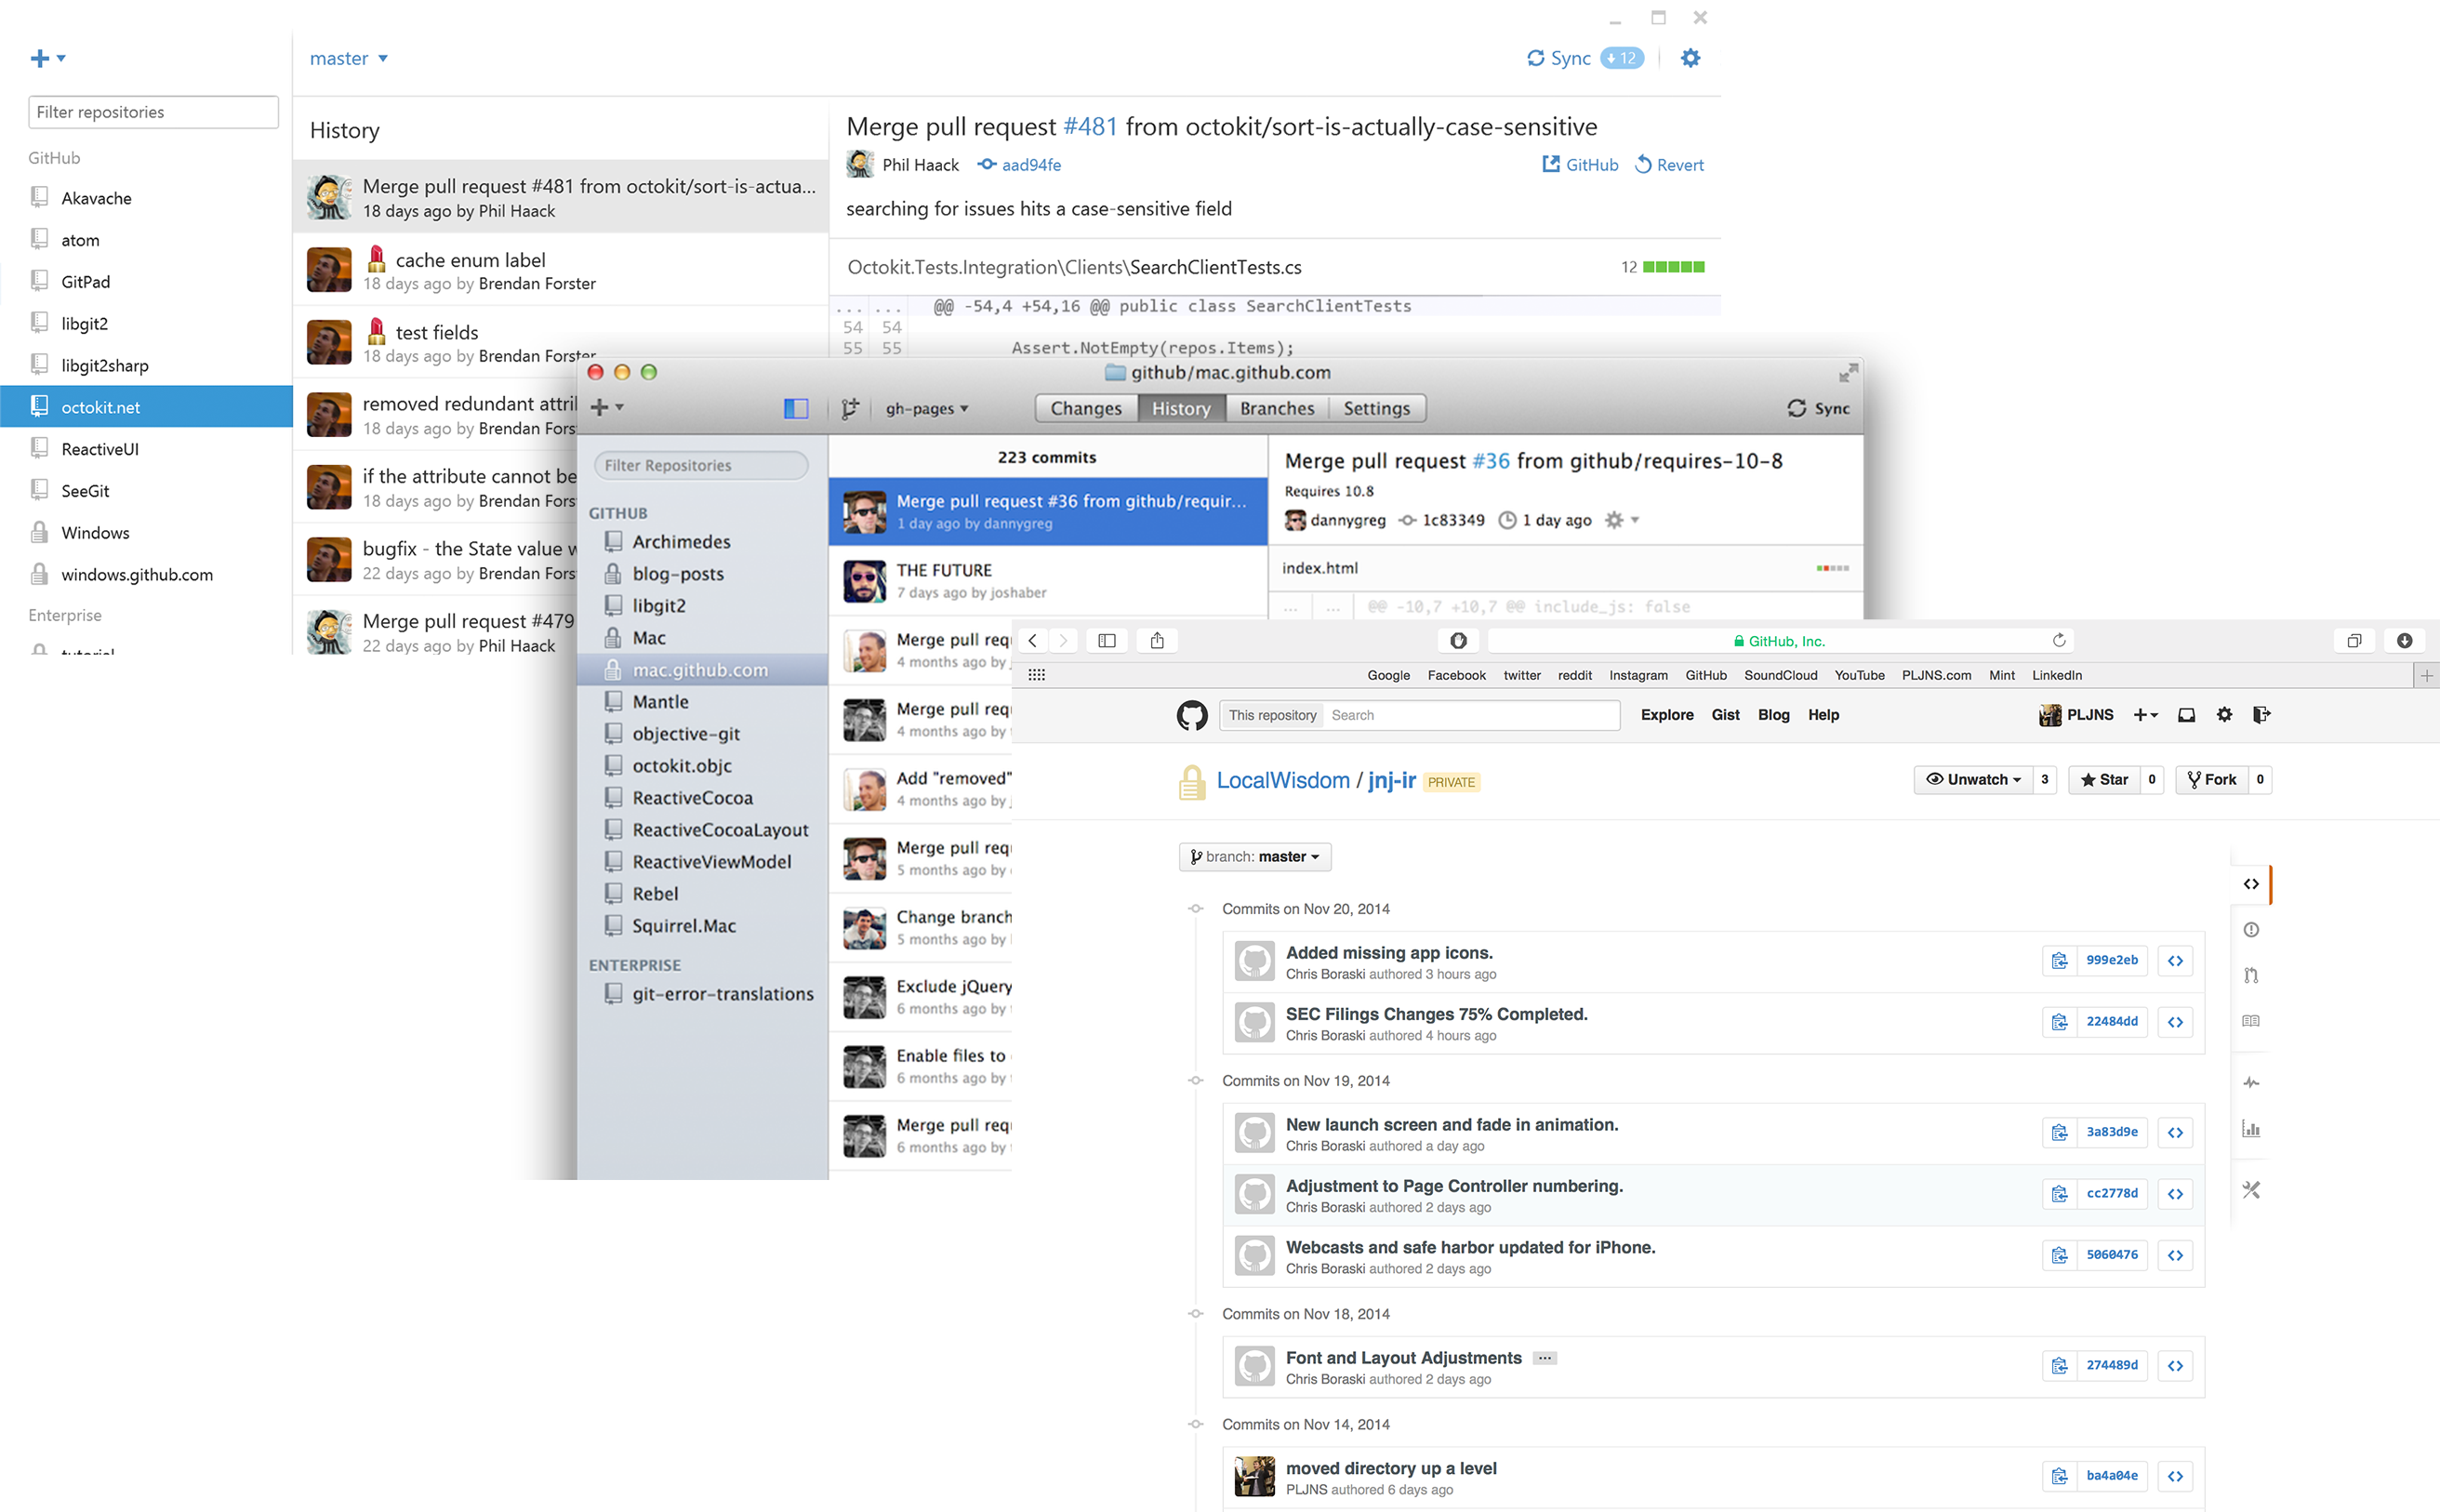 master
Sync 12
Filter repositories
GitHub
Akavache
atom
GitPad
libgit2
libgit2sharp
octokit.net
ReactiveUI
SeeGit
Windows
windows.github.com
Enterprise
tutorial
History
Merge pull request #481 from octokit/sort-is-actua...
18 days ago by Phil Haack
cache enum label
18 days ago by Brendan Forster
test fields
18 days ago by Brendan Forster
removed redundant
18 days ago by Brendan
if the attribute cannot be
18 days ago by Brendan
bugfix - the State value
22 days ago by Brendan
Merge pull request #479
22 days ago by Phil Haack
Merge pull request #481 from octokit/sort-is-actually-case-sensitive
Phil Haack aad94fe GitHub Revert
searching for issues hits a case-sensitive field
Octokit.Tests.Integration\Clients\SearchClientTests.cs 12
... ... @@ -54,4 +54,16 @@ public class SearchClientTests
54 54
55 55 Assert.NotEmpty(repos.Items);
github/mac.github.com
gh-pages Changes History Branches Settings Sync
Filter Repositories
GITHUB
Archimedes
blog-posts
libgit2
Mac
mac.github.com
Mantle
objective-git
octokit.objc
ReactiveCocoa
ReactiveCocoaLayout
ReactiveViewModel
Rebel
Squirrel.Mac
ENTERPRISE
git-error-translations
223 commits
Merge pull request #36 from github/requir...
1 day ago by dannygreg
THE FUTURE
7 days ago by joshaber
Merge pull
4 months ago by
Merge pull
4 months ago by
Add "removed"
4 months ago by
Merge pull
5 months ago by
Change branch
5 months ago by
Exclude jQuery
6 months ago by
Enable files to
6 months ago by
Merge pull
6 months ago by
Merge pull request #36 from github/requires-10-8
Requires 10.8
dannygreg 1c83349 1 day ago
index.html
... ... @@ -10,7 +10,7 @@ include_js: false
GitHub, Inc.
Google Facebook twitter reddit Instagram GitHub SoundCloud YouTube PLJNS.com Mint LinkedIn
This repository Search Explore Gist Blog Help PLJNS
LocalWisdom / jnj-ir PRIVATE Unwatch 3 Star 0 Fork 0
branch: master
Commits on Nov 20, 2014
Added missing app icons.
Chris Boraski authored 3 hours ago
999e2eb
SEC Filings Changes 75% Completed.
Chris Boraski authored 4 hours ago
22484dd
Commits on Nov 19, 2014
New launch screen and fade in animation.
Chris Boraski authored a day ago
3a83d9e
Adjustment to Page Controller numbering.
Chris Boraski authored 2 days ago
cc2778d
Webcasts and safe harbor updated for iPhone.
Chris Boraski authored 2 days ago
5060476
Commits on Nov 18, 2014
Font and Layout Adjustments ...
Chris Boraski authored 2 days ago
274489d
Commits on Nov 14, 2014
moved directory up a level
PLJNS authored 6 days ago
ba4a04e